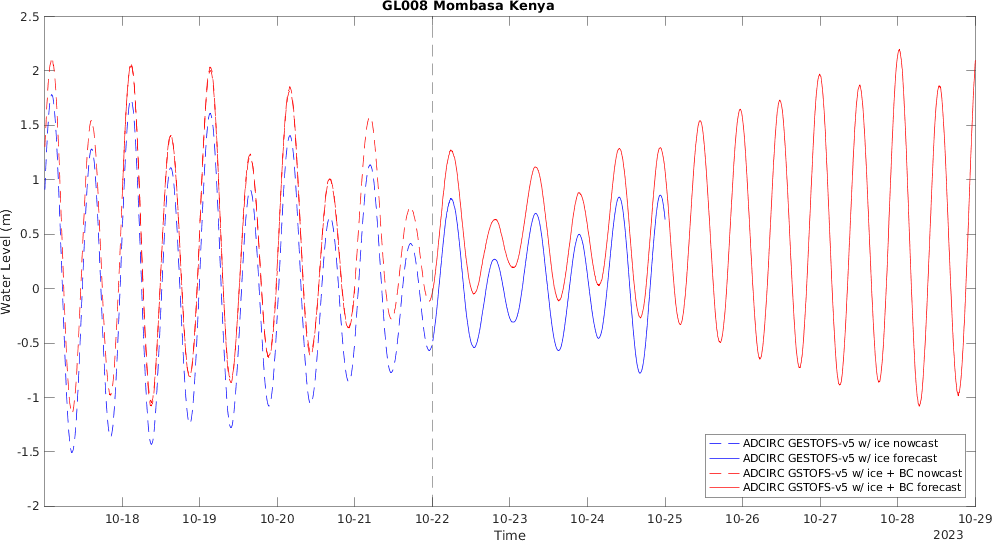 GL008 Mombasa Kenya
2.5
2
1.5
1
0.5
0
-0.5
-1
-1.5
-2
Water Level (m)
ADCIRC GESTOFS-v5 w/ ice nowcast
ADCIRC GESTOFS-v5 w/ ice forecast
ADCIRC GSTOFS-v5 w/ ice + BC nowcast
ADCIRC GSTOFS-v5 w/ ice + BC forecast
10-18 10-19 10-20 10-21 10-22 10-23 10-24 10-25 10-26 10-27 10-28 10-29
Time
2023